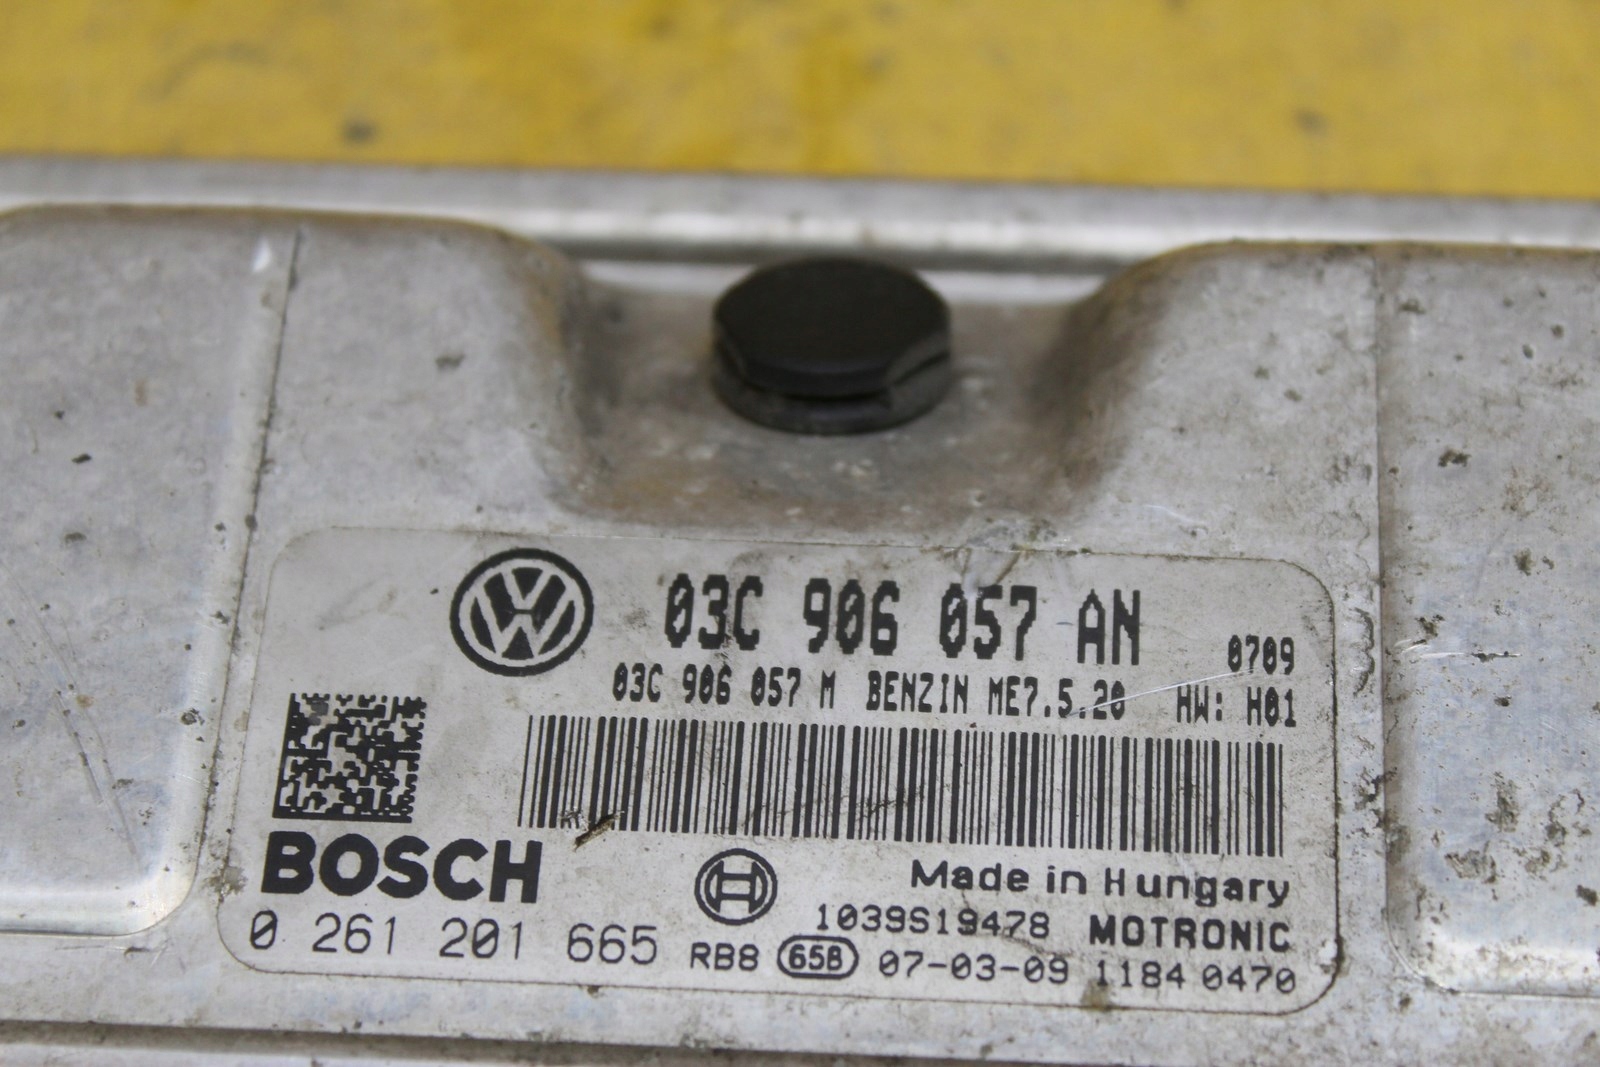 03C 906 057 AN
0709
03C 906 057 M BENZIN ME7.5.20 HW: H01
BOSCH
Made in Hungary
1039S19478 MOTRONIC
0 261 201 665 RB8 65B 07-03-09 1184 0470